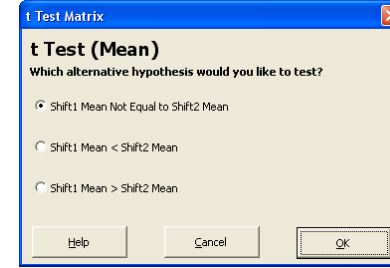 t Test Matrix
t Test (Mean)
Which alternative hypothesis would you like to test?
Shift1 Mean Not Equal to Shift2 Mean
Shift1 Mean < Shift2 Mean
Shift1 Mean > Shift2 Mean
Help Cancel OK